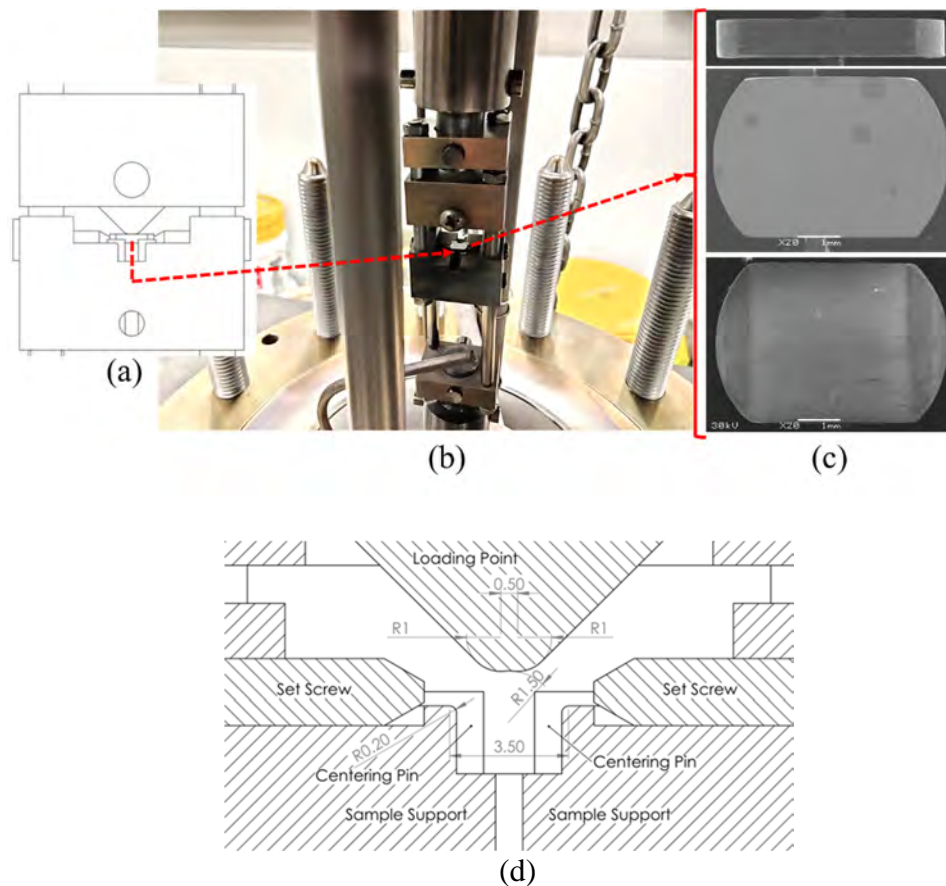 X20 1mm
30kV X20 1mm
(a)
(b)
(c)
Loading Point
0.50
R1 R1
Set Screw Set Screw
R1.50
R0.20
3.50
Centering Pin Centering Pin
Sample Support Sample Support
(d)